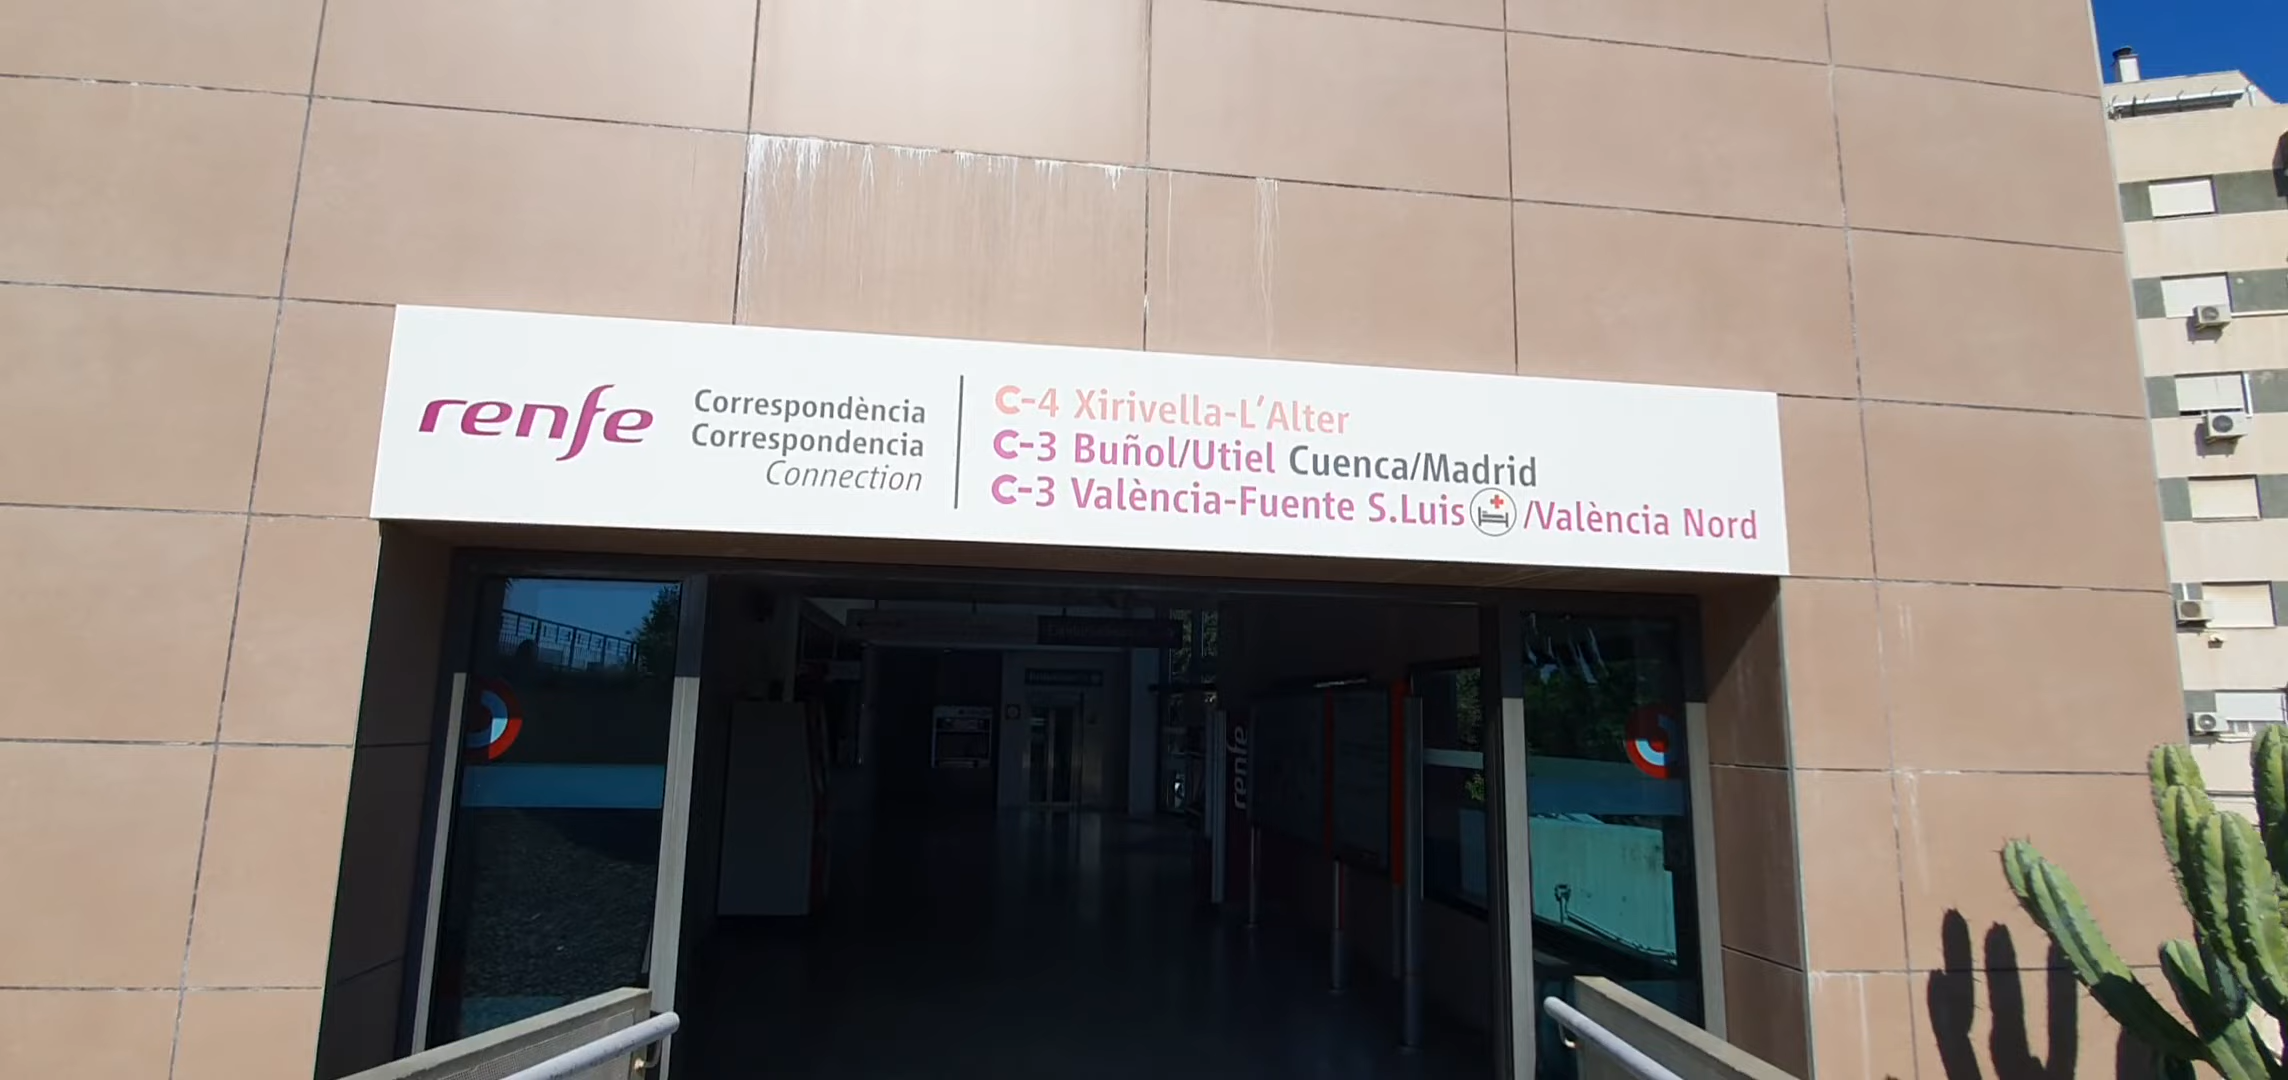 renfe
Correspondència
Correspondencia
Connection
C-4 Xirivella-L'Alter
C-3 Buñol/Utiel Cuenca/Madrid
C-3 València-Fuente S.Luis /València Nord
renfe